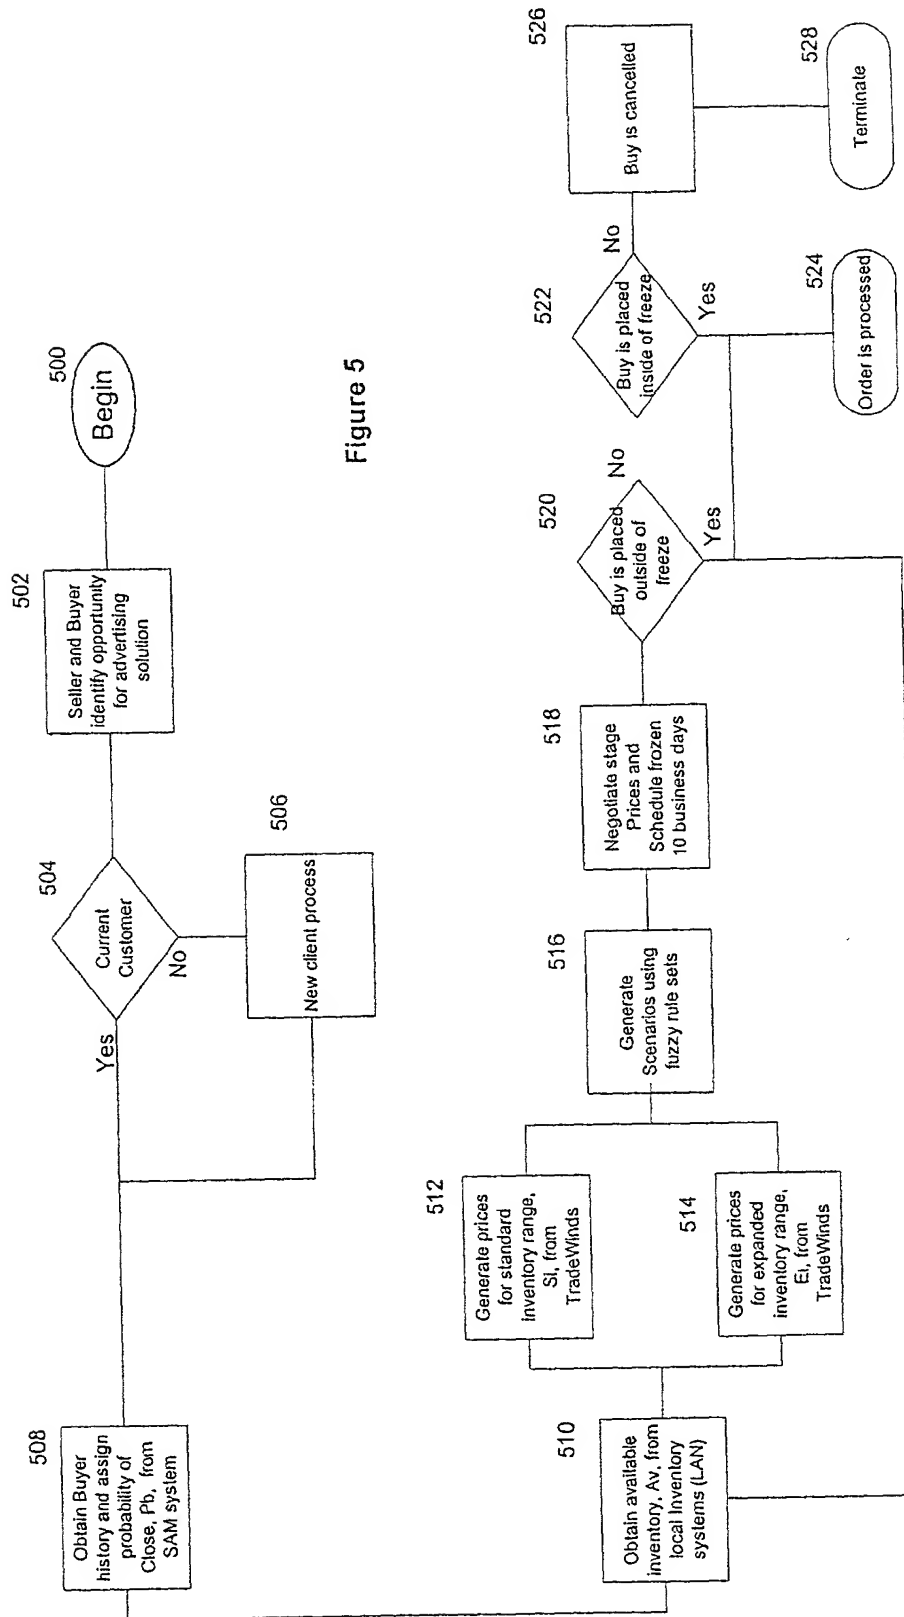 500
Begin
502
Seller and Buyer
identify opportunity
for advertising
solution
504
Current
Customer
Yes
No
506
New client process
508
Obtain Buyer
history and assign
probability of
Close, Pb, from
SAM system
Figure 5
510
Obtain available
inventory, Av, from
local Inventory
systems (LAN)
512
Generate prices
for standard
inventory range,
Si, from
TradeWinds
514
Generate prices
for expanded
inventory range,
Ei, from
TradeWinds
516
Generate
Scenarios using
fuzzy rule sets
518
Negotiate stage
Prices and
Schedule frozen
10 business days
520
Buy is placed
outside of
freeze
No
Yes
522
Buy is placed
inside of freeze
No
Yes
524
Order is processed
526
Buy is cancelled
528
Terminate